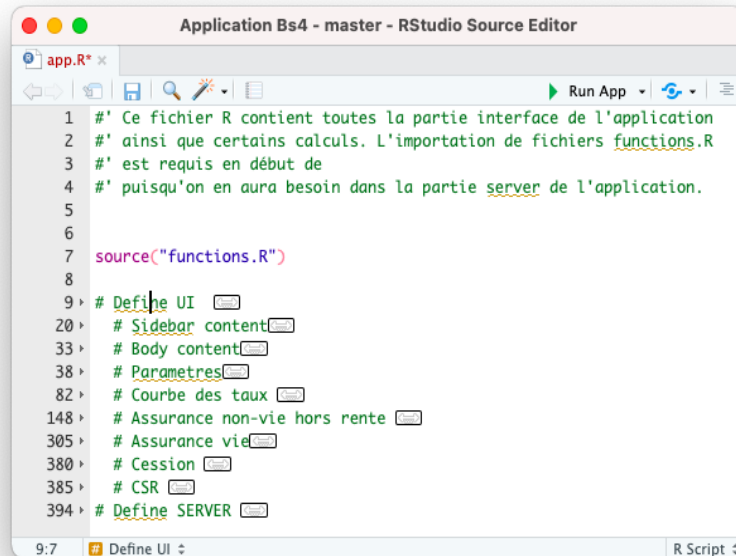 Application Bs4 - master - RStudio Source Editor
app.R*
Run App
1 #' Ce fichier R contient toutes la partie interface de l'application
2 #' ainsi que certains calculs. L'importation de fichiers functions.R
3 #' est requis en début de
4 #' puisqu'on en aura besoin dans la partie server de l'application.
5
6
7 source("functions.R")
8
9 # Define UI
20 # Sidebar content
33 # Body content
38 # Parametres
82 # Courbe des taux
148 # Assurance non-vie hors rente
305 # Assurance vie
380 # Cession
385 # CSR
394 # Define SERVER
9:7 # Define UI R Script